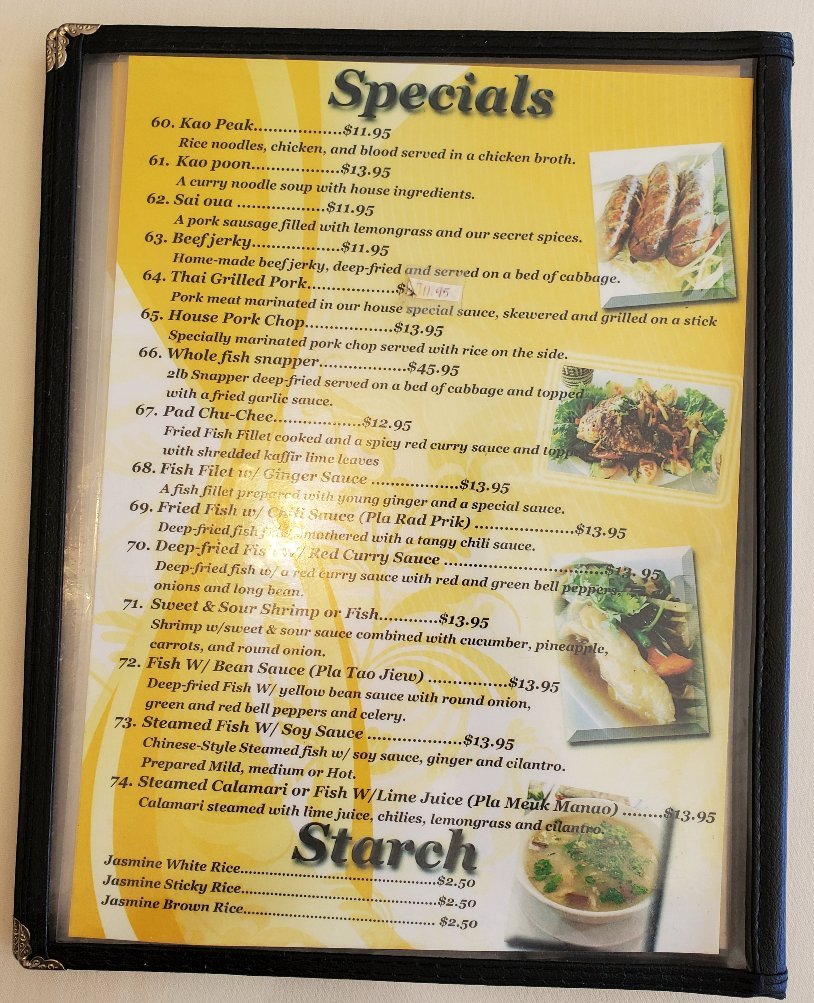 Specials
60. Kao Peak..................$11.95
Rice noodles, chicken, and blood served in a chicken broth.
61. Kao poon..................$13.95
A curry noodle soup with house ingredients.
62. Sai oua ..................$11.95
A pork sausage filled with lemongrass and our secret spices.
63. Beef jerky..................$11.95
Home-made beef jerky, deep-fried and served on a bed of cabbage.
64. Thai Grilled Pork..................$
Pork meat marinated in our house special sauce, skewered and grilled on a stick
65. House Pork Chop..................$13.95
Specially marinated pork chop served with rice on the side.
66. Whole fish snapper..................$45.95
2lb Snapper deep-fried served on a bed of cabbage and topped
with a fried garlic sauce.
67. Pad Chu-Chee..................$12.95
Fried Fish Fillet cooked and a spicy red curry sauce and
with shredded kaffir lime leaves
68. Fish Filet w/ Ginger Sauce ..................$13.95
A fish fillet prepared with young ginger and a special sauce.
69. Fried Fish w/ Chili Sauce (Pla Rad Prik) .....................$13.95
Deep-fried fish smothered with a tangy chili sauce.
70. Deep-fried Fish w/ Red Curry Sauce ..................................$13.95
Deep-fried fish w/ a red curry sauce with red and green bell peppers,
onions and long bean.
71. Sweet & Sour Shrimp or Fish............$13.95
Shrimp w/sweet & sour sauce combined with cucumber, pineapple,
carrots, and round onion.
72. Fish W/ Bean Sauce (Pla Tao Jiew) ................$13.95
Deep-fried Fish W/ yellow bean sauce with round onion,
green and red bell peppers and celery.
73. Steamed Fish W/ Soy Sauce ...................$13.95
Chinese-Style Steamed fish w/ soy sauce, ginger and cilantro.
Prepared Mild, medium or Hot.
74. Steamed Calamari or Fish W/Lime Juice (Pla Meuk Manao) ........$13.95
Calamari steamed with lime juice, chilies, lemongrass and cilantro.
Starch
Jasmine White Rice..........................................$2.50
Jasmine Sticky Rice..........................................$2.50
Jasmine Brown Rice.......................................... $2.50